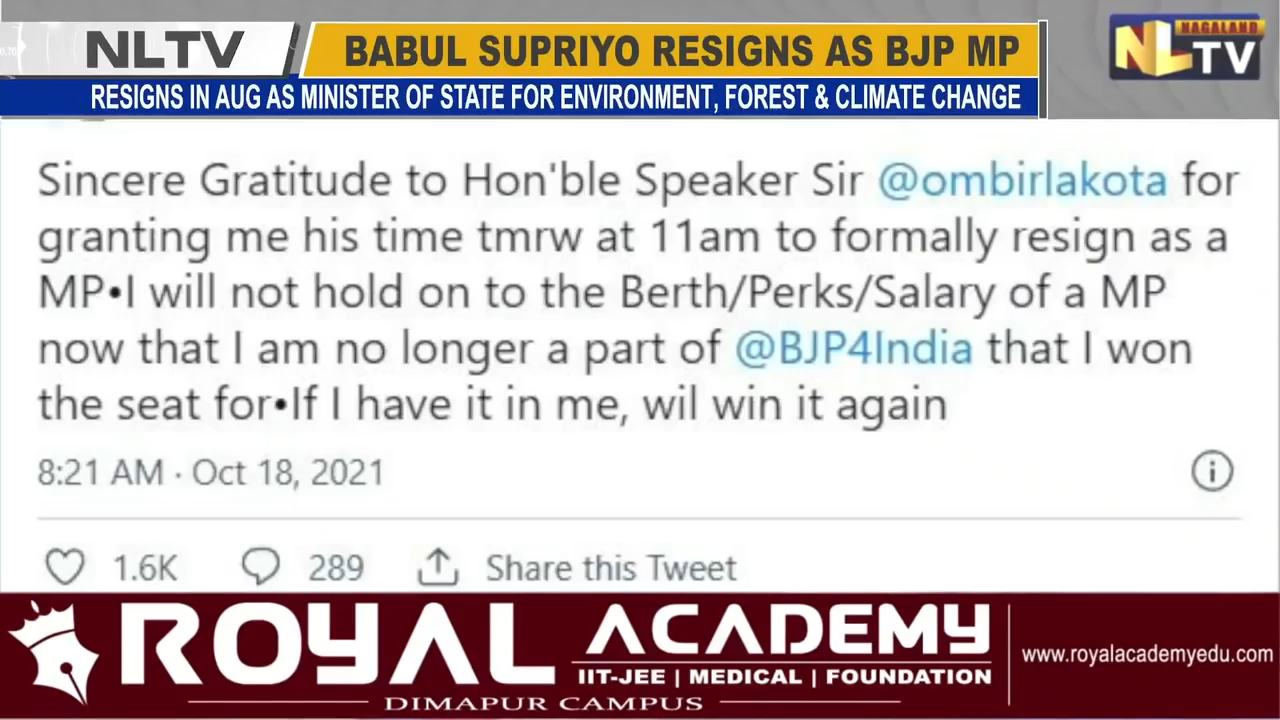 NLTV
BABUL SUPRIYO RESIGNS AS BJP MP
NAGALAND
NLTV
RESIGNS IN AUG AS MINISTER OF STATE FOR ENVIRONMENT, FOREST & CLIMATE CHANGE
Sincere Gratitude to Hon'ble Speaker Sir @ombirlakota for
granting me his time tmrw at 11am to formally resign as a
MP•I will not hold on to the Berth/Perks/Salary of a MP
now that I am no longer a part of @BJP4India that I won
the seat for•If I have it in me, wil win it again
8:21 AM · Oct 18, 2021
1.6K 289 Share this Tweet
ROYAL ACADEMY
IIT-JEE | MEDICAL | FOUNDATION
DIMAPUR CAMPUS
www.royalacademyedu.com